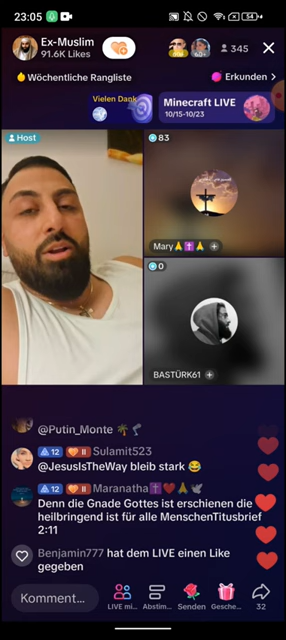 23:05
54
Ex-Muslim
91.6K Likes
345
Wöchentliche Rangliste
Erkunden >
Vielen Dank
Minecraft LIVE
10/15-10/23
Host
83
Mary🙏✝️🙏 +
0
BASTÜRK61 +
@Putin_Monte 🌴
12 II Sulamit523
@JesusIsTheWay bleib stark 😂
12 II Maranatha✝️❤️🙏🕊️
Denn die Gnade Gottes ist erschienen die
heilbringend ist für alle MenschenTitusbrief
2:11
Benjamin777 hat dem LIVE einen Like
gegeben
Komment...
LIVE mi...
Abstim...
Senden
Gesche...
32